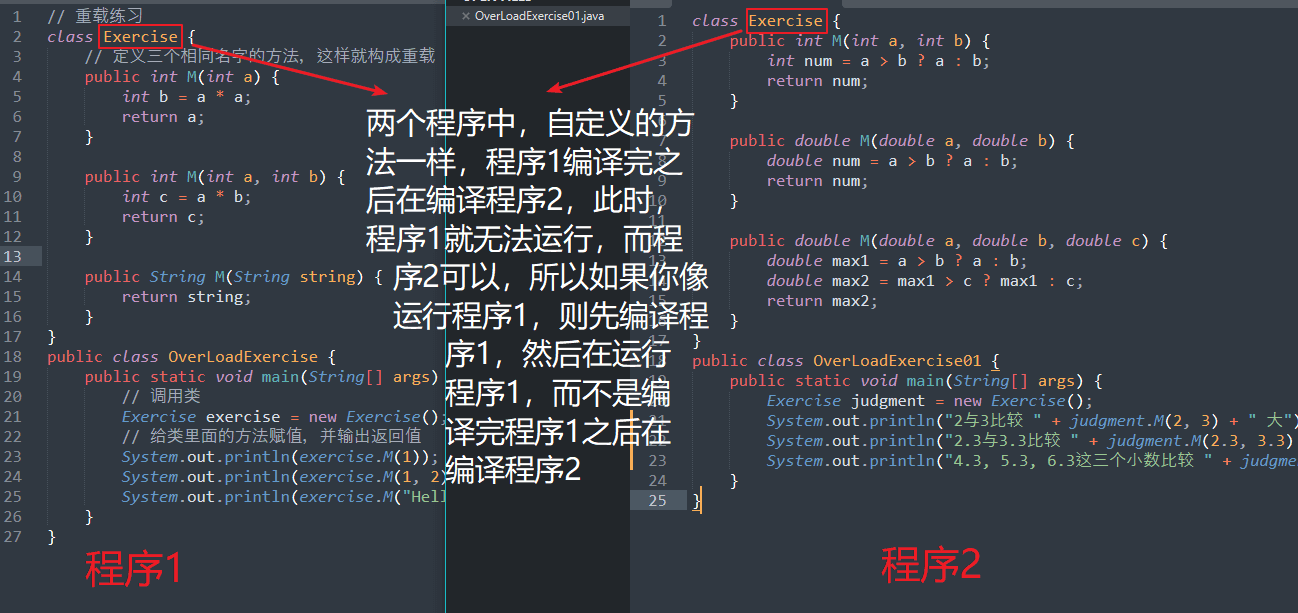 1 // 重载练习
2 class Exercise {
3 // 定义三个相同名字的方法，这样就构成重载
4 public int M(int a) {
5 int b = a * a;
6 return a;
7 }
8
9 public int M(int a, int b) {
10 int c = a * b;
11 return c;
12 }
13
14 public String M(String string) {
15 return string;
16 }
17 }
18 public class OverLoadExercise {
19 public static void main(String[] args)
20 // 调用类
21 Exercise exercise = new Exercise();
22 // 给类里面的方法赋值，并输出返回值
23 System.out.println(exercise.M(1));
24 System.out.println(exercise.M(1, 2)
25 System.out.println(exercise.M("Hell
26 }
27 }
程序1
× OverLoadExercise01.java
两个程序中，自定义的方
法一样，程序1编译完之
后在编译程序2，此时，
程序1就无法运行，而程
序2可以，所以如果你像
运行程序1，则先编译程
序1，然后在运行
程序1，而不是编
译完程序1之后在
编译程序2
1 class Exercise {
2 public int M(int a, int b) {
3 int num = a > b ? a : b;
4 return num;
5 }
6
7 public double M(double a, double b) {
8 double num = a > b ? a : b;
9 return num;
10 }
11
12 public double M(double a, double b, double c) {
13 double max1 = a > b ? a : b;
14 double max2 = max1 > c ? max1 : c;
15 return max2;
16 }
17 }
18 public class OverLoadExercise01 {
19 public static void main(String[] args) {
20 Exercise judgment = new Exercise();
21 System.out.println("2与3比较 " + judgment.M(2, 3) + " 大")
22 System.out.println("2.3与3.3比较 " + judgment.M(2.3, 3.3)
23 System.out.println("4.3, 5.3, 6.3这三个小数比较 " + judgme
24 }
25 }
程序2